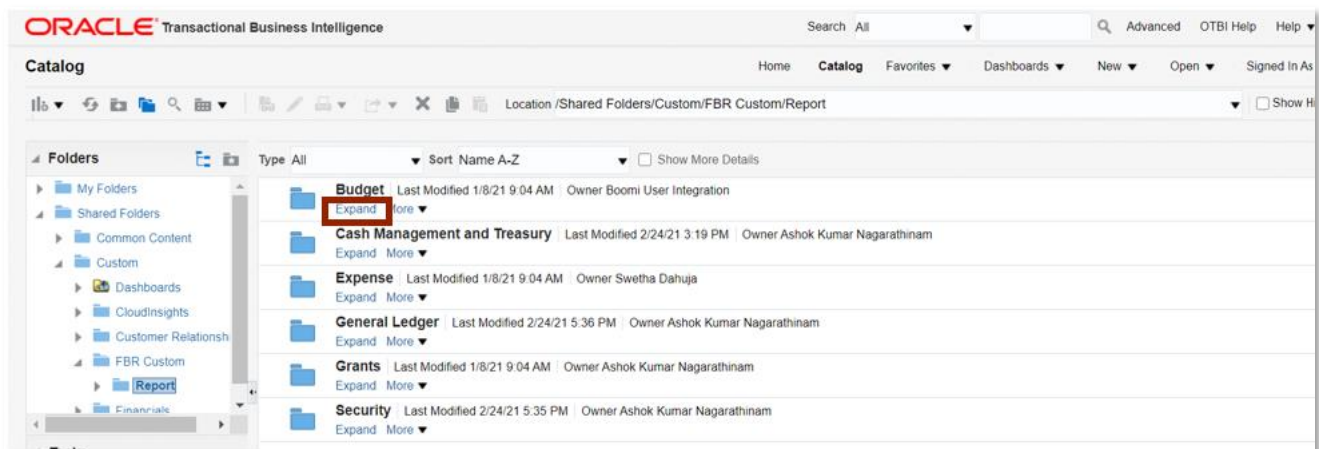 ORACLE Transactional Business Intelligence Search All Advanced OTBI Help Help
Catalog Home Catalog Favorites Dashboards New Open Signed In As
Location /Shared Folders/Custom/FBR Custom/Report Show
Folders Type All Sort Name A-Z Show More Details
My Folders
Shared Folders
Common Content
Custom
Dashboards
CloudInsights
Customer Relationsh
FBR Custom
Report
Financials
Budget Last Modified 1/8/21 9:04 AM Owner Boomi User Integration
Expand More
Cash Management and Treasury Last Modified 2/24/21 3:19 PM Owner Ashok Kumar Nagarathinam
Expand More
Expense Last Modified 1/8/21 9:04 AM Owner Swetha Dahuja
Expand More
General Ledger Last Modified 2/24/21 5:36 PM Owner Ashok Kumar Nagarathinam
Expand More
Grants Last Modified 1/8/21 9:04 AM Owner Ashok Kumar Nagarathinam
Expand More
Security Last Modified 2/24/21 5:35 PM Owner Ashok Kumar Nagarathinam
Expand More